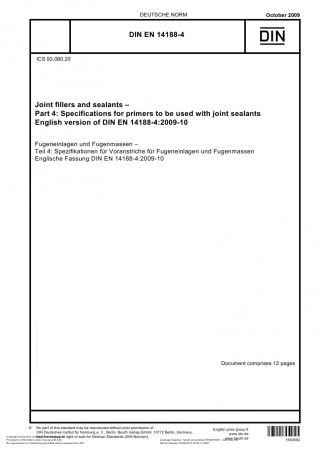 DEUTSCHE NORM
October 2009
DIN EN 14188-4
DIN
ICS 93.080.20
Joint fillers and sealants –
Part 4: Specifications for primers to be used with joint sealants
English version of DIN EN 14188-4:2009-10
Fugeneinlagen und Fugenmassen –
Teil 4: Spezifikationen für Voranstriche für Fugeneinlagen und Fugenmassen
Englische Fassung DIN EN 14188-4:2009-10
Document comprises 12 pages
No part of this standard may be reproduced without prior permission of
DIN Deutsches Institut für Normung e. V., Berlin. Beuth Verlag GmbH, 10772 Berlin, Germany,
right of sale for German Standards (DIN-Normen).
English price group 8
www.din.de
www.beuth.de